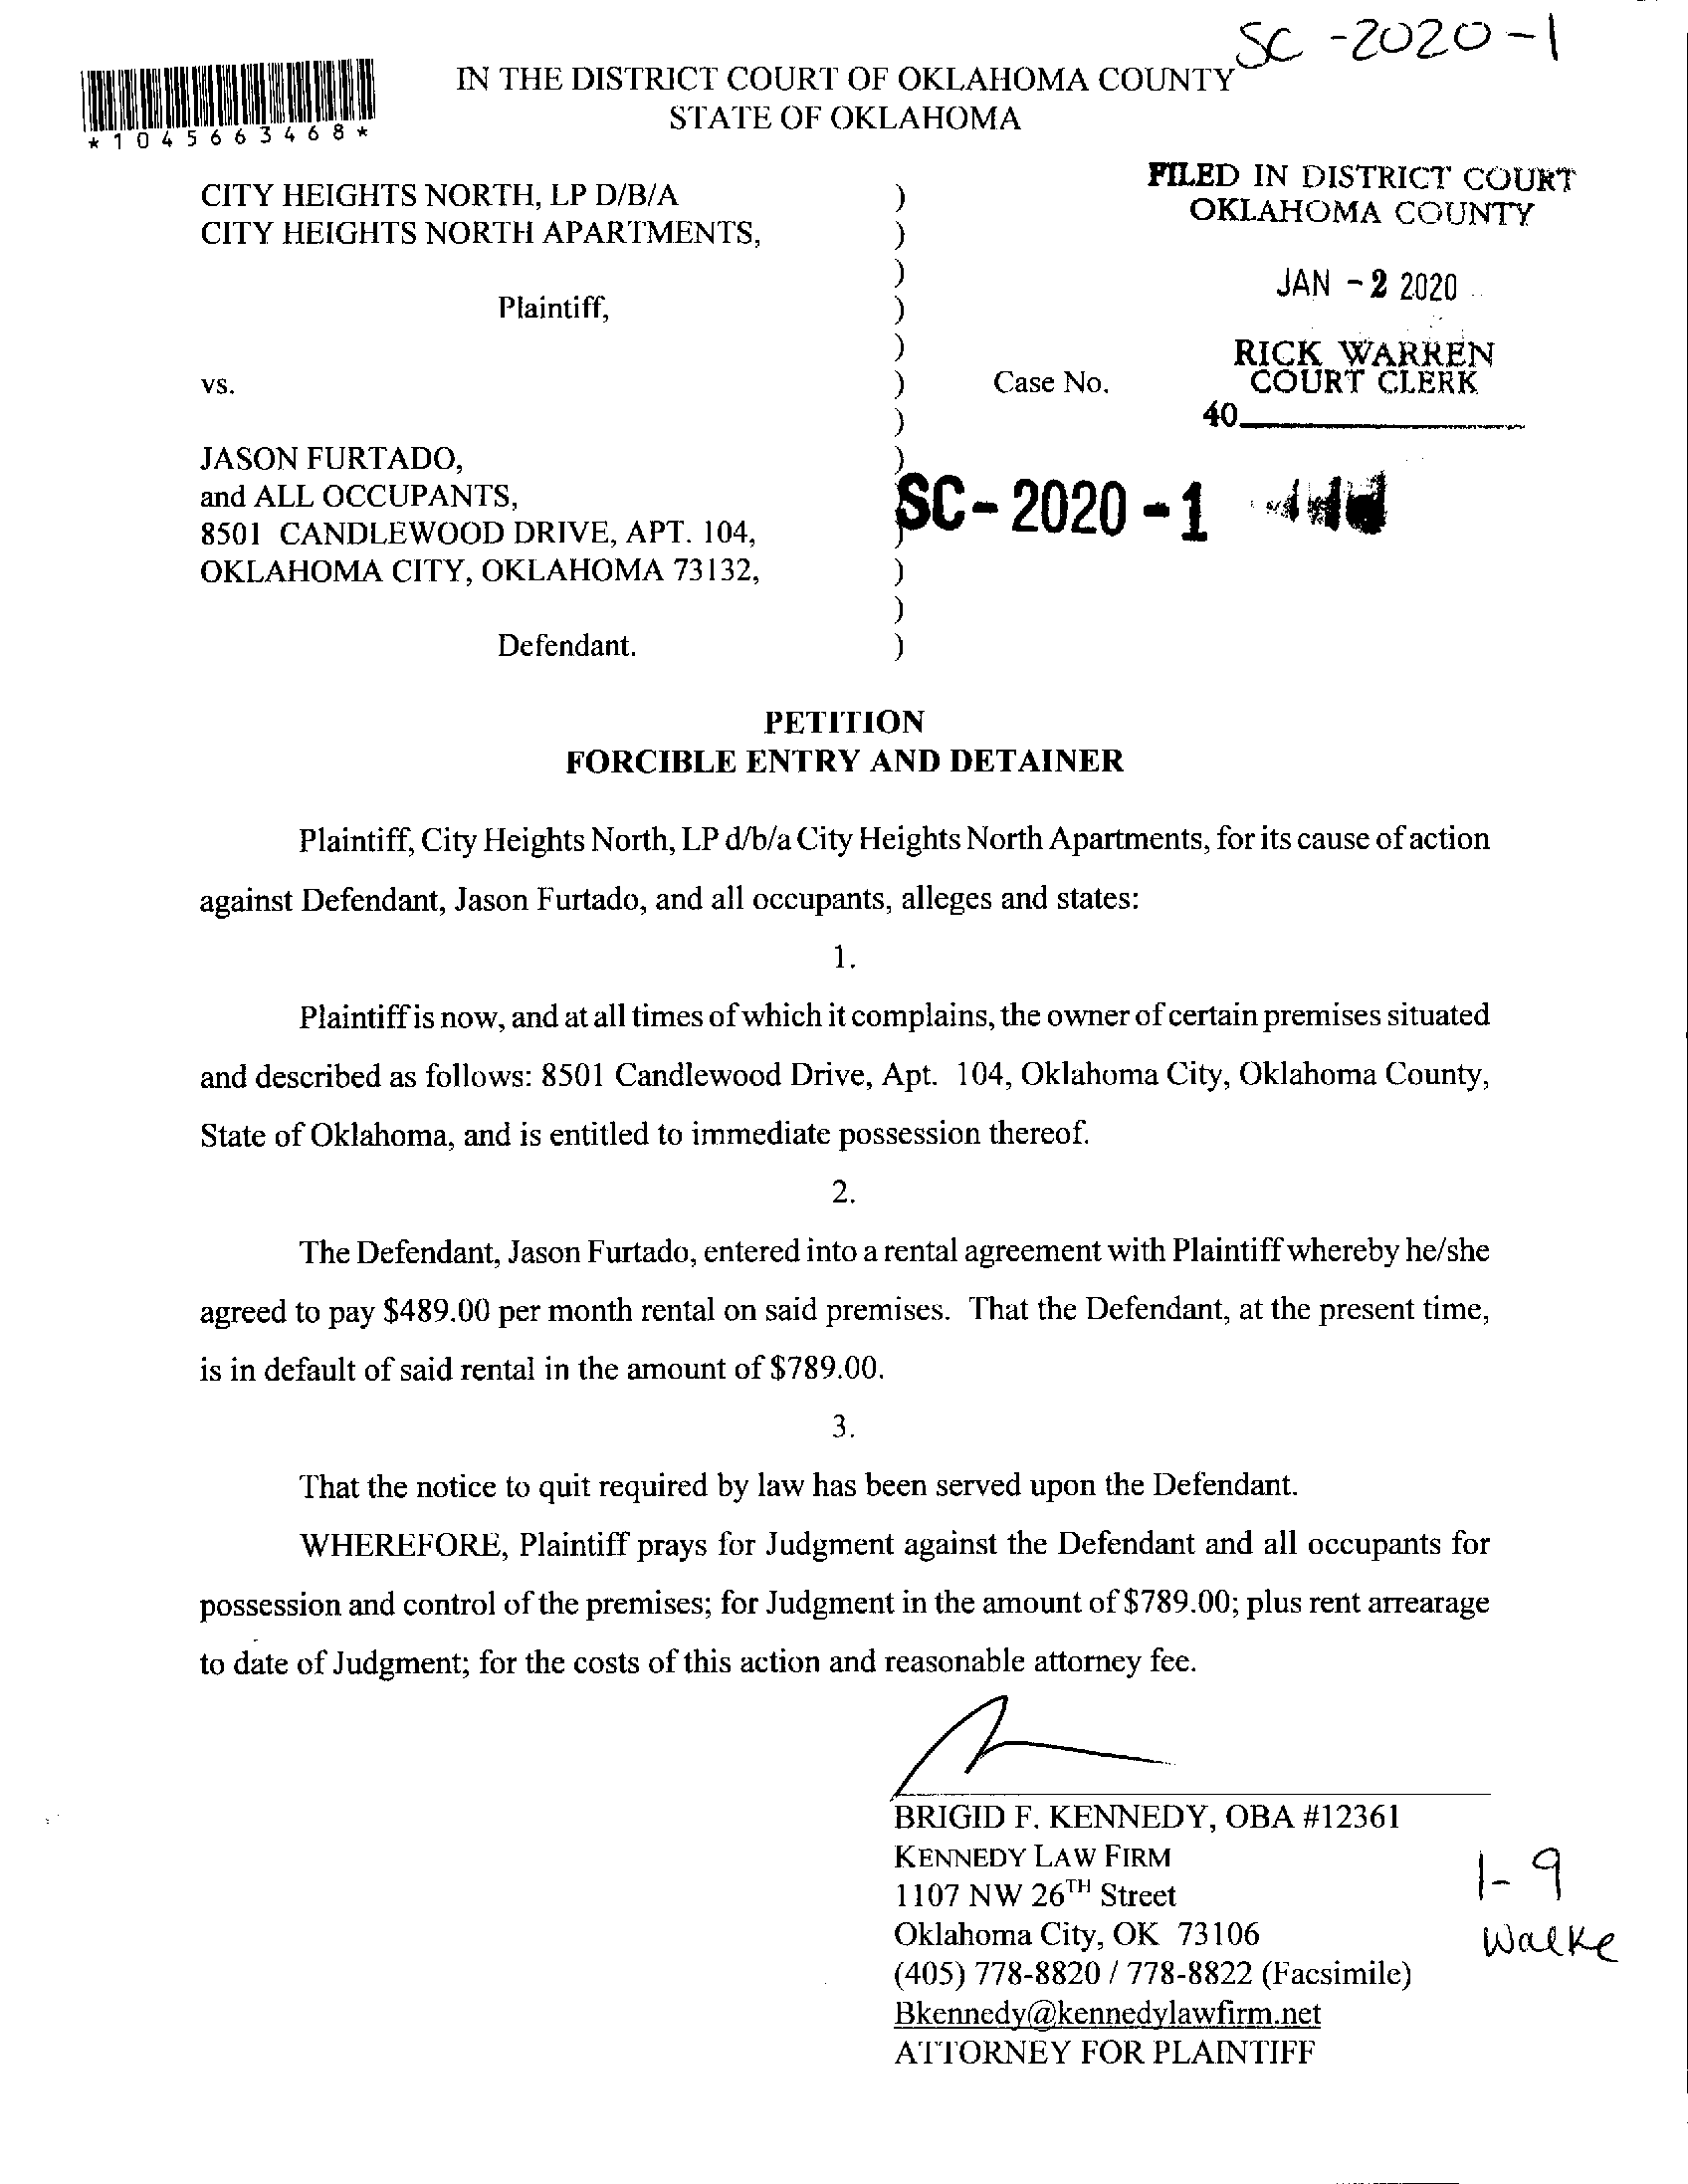 SC-2020-1
IN THE DISTRICT COURT OF OKLAHOMA COUNTY
STATE OF OKLAHOMA
*1045663468*
FILED IN DISTRICT COURT
OKLAHOMA COUNTY
JAN - 2 2020
RICK WARREN
COURT CLERK
40
CITY HEIGHTS NORTH, LP D/B/A )
CITY HEIGHTS NORTH APARTMENTS, )
)
Plaintiff, )
)
vs. ) Case No.
)
JASON FURTADO, )
and ALL OCCUPANTS, SC-2020-1
8501 CANDLEWOOD DRIVE, APT. 104, )
OKLAHOMA CITY, OKLAHOMA 73132, )
)
Defendant. )
PETITION
FORCIBLE ENTRY AND DETAINER
Plaintiff, City Heights North, LP d/b/a City Heights North Apartments, for its cause of action
against Defendant, Jason Furtado, and all occupants, alleges and states:
1.
Plaintiff is now, and at all times of which it complains, the owner of certain premises situated
and described as follows: 8501 Candlewood Drive, Apt. 104, Oklahoma City, Oklahoma County,
State of Oklahoma, and is entitled to immediate possession thereof.
2.
The Defendant, Jason Furtado, entered into a rental agreement with Plaintiff whereby he/she
agreed to pay $489.00 per month rental on said premises. That the Defendant, at the present time,
is in default of said rental in the amount of $789.00.
3.
That the notice to quit required by law has been served upon the Defendant.
WHEREFORE, Plaintiff prays for Judgment against the Defendant and all occupants for
possession and control of the premises; for Judgment in the amount of $789.00; plus rent arrearage
to date of Judgment; for the costs of this action and reasonable attorney fee.
BRIGID F. KENNEDY, OBA #12361
KENNEDY LAW FIRM
1107 NW 26TH Street
Oklahoma City, OK 73106
(405) 778-8820 / 778-8822 (Facsimile)
Bkennedy@kennedylawfirm.net
ATTORNEY FOR PLAINTIFF
1-9
Walke